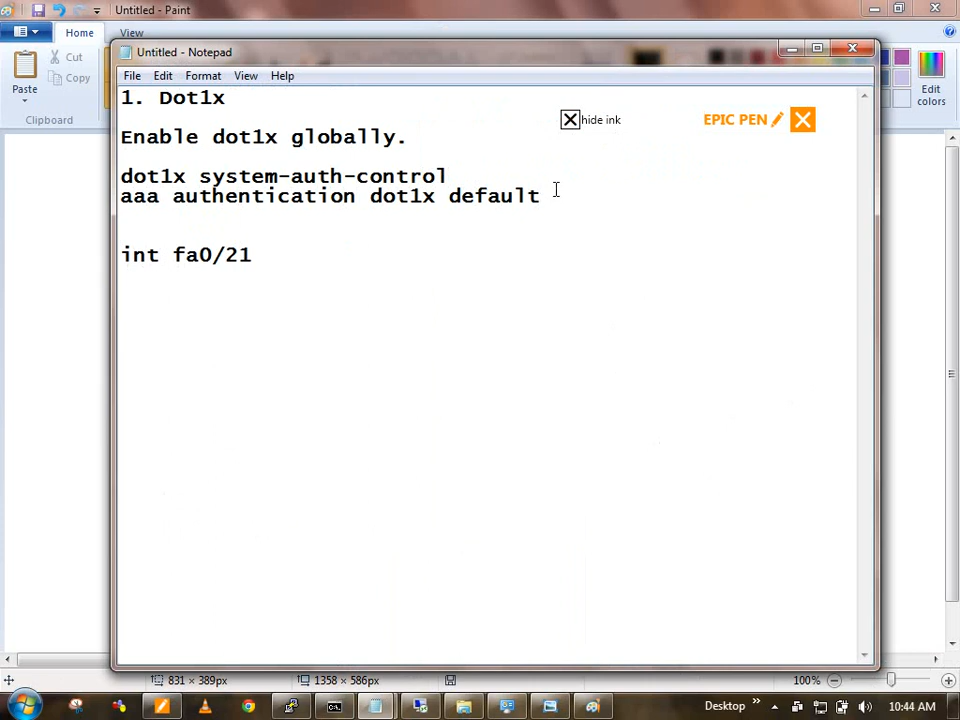 Untitled - Paint
Home
View
Paste
Cut
Copy
Clipboard
Edit
colors
Untitled - Notepad
File Edit Format View Help
1. Dot1x
hide ink
EPIC PEN
Enable dot1x globally.
dot1x system-auth-control
aaa authentication dot1x default
int fa0/21
831 × 389px
1358 × 586px
100%
Desktop
10:44 AM